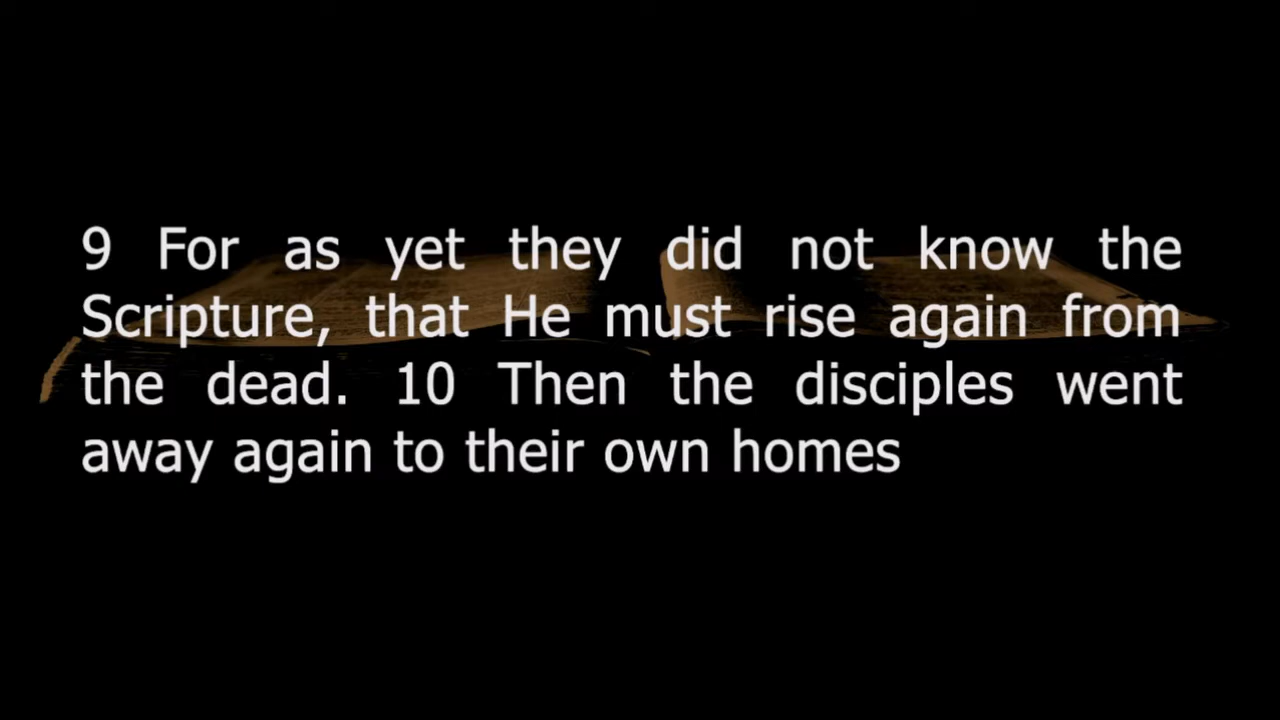 9 For as yet they did not know the
Scripture, that He must rise again from
the dead. 10 Then the disciples went
away again to their own homes